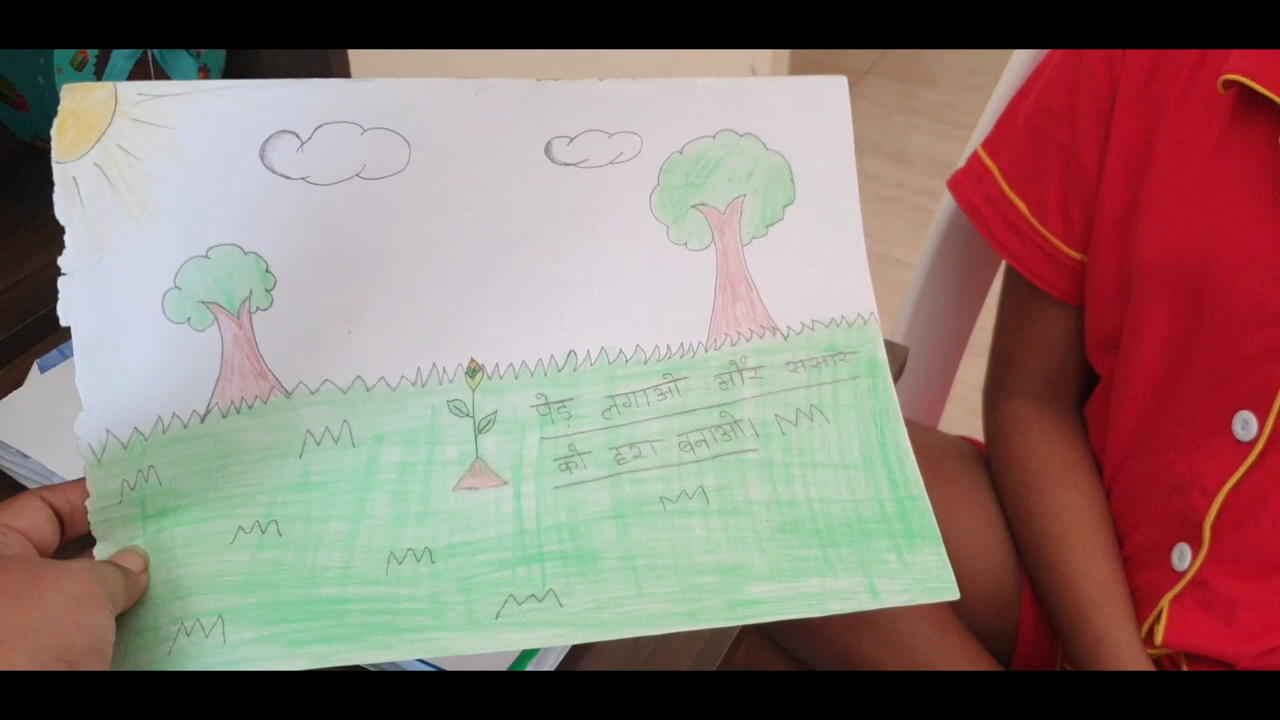 पेड़ लगाओ और संसार
को हरा बनाओ।